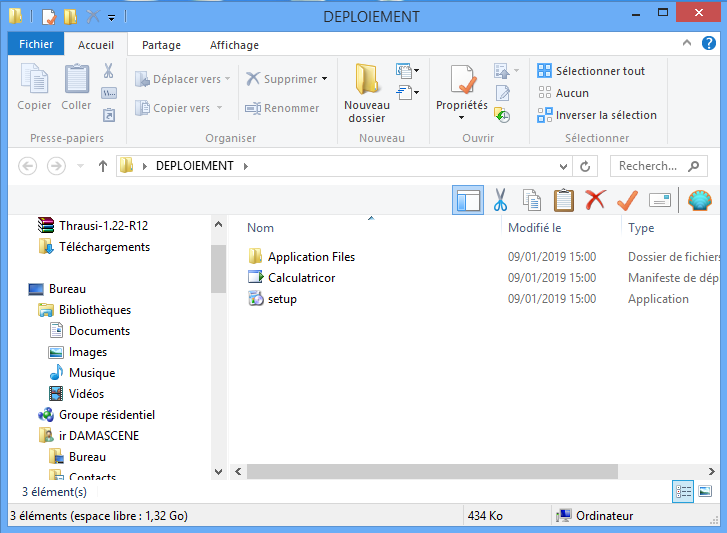 DEPLOIEMENT
Fichier Accueil Partage Affichage
Copier Coller
Presse-papiers
Déplacer vers
Copier vers
Supprimer
Renommer
Organiser
Nouveau
dossier
Nouveau
Propriétés
Ouvrir
Sélectionner tout
Aucun
Inverser la sélection
Sélectionner
DEPLOIEMENT
Recherch...
Thrausi-1.22-R12
Téléchargements
Bureau
Bibliothèques
Documents
Images
Musique
Vidéos
Groupe résidentiel
ir DAMASCENE
Bureau
Contacts
Nom Modifié le Type
Application Files 09/01/2019 15:00 Dossier de fichiers
Calculatricor 09/01/2019 15:00 Manifeste de dép
setup 09/01/2019 15:00 Application
3 élément(s)
3 éléments (espace libre : 1,32 Go) 434 Ko Ordinateur